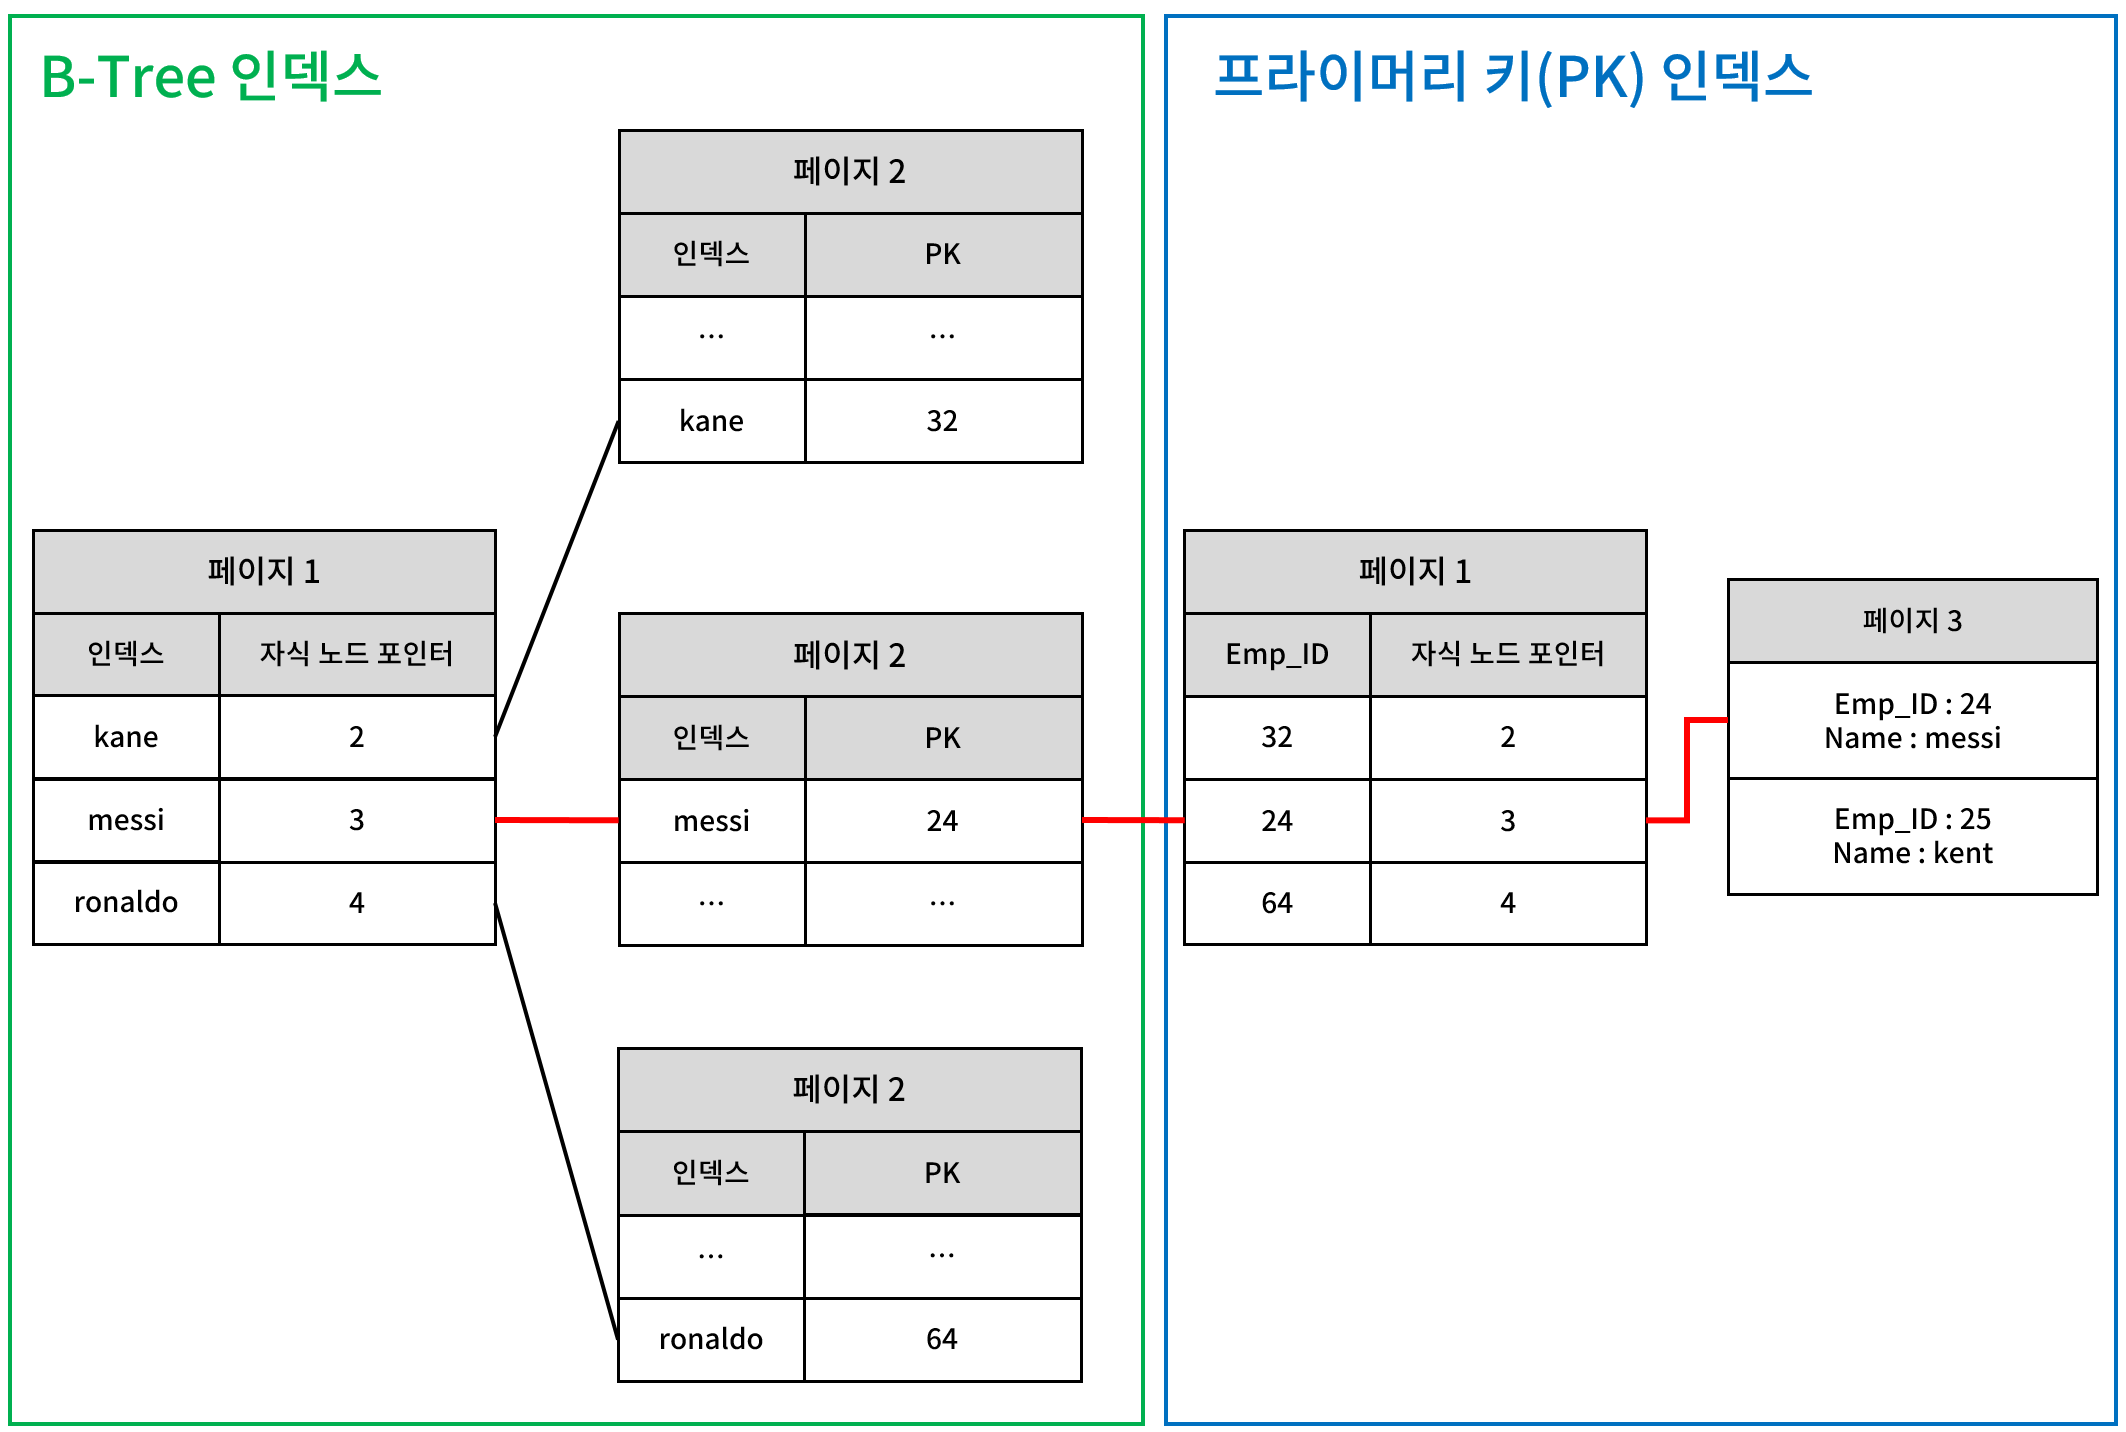 B-Tree 인덱스
페이지 2
인덱스 PK
... ...
kane 32
페이지 1
인덱스 자식 노드 포인터
kane 2
messi 3
ronaldo 4
페이지 2
인덱스 PK
messi 24
... ...
페이지 2
인덱스 PK
... ...
ronaldo 64
프라이머리 키(PK) 인덱스
페이지 1
Emp_ID 자식 노드 포인터
32 2
24 3
64 4
페이지 3
Emp_ID : 24
Name : messi
Emp_ID : 25
Name : kent